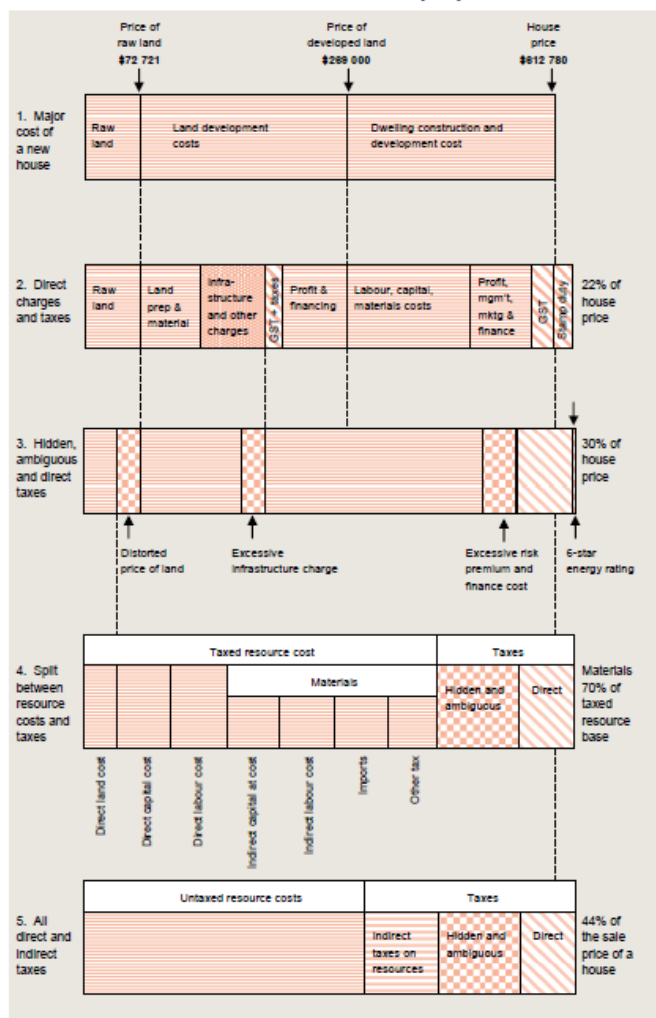 Price of
raw land
$72 721
Price of
developed land
$269 000
House
price
$612 780
1. Major
cost of
a new
house
Raw
land
Land development
costs
Dwelling construction and
development cost
2. Direct
charges
and taxes
Raw
land
Land
prep &
material
Infra-
structure
and other
charges
GST + taxes
Profit &
financing
Labour, capital,
materials costs
Profit,
mgm't,
mktg &
finance
GST
Stamp duty
22% of
house
price
3. Hidden,
ambiguous
and direct
taxes
30% of
house
price
Distorted
price of land
Excessive
infrastructure charge
Excessive risk
premium and
finance cost
6-star
energy rating
4. Split
between
resource
costs and
taxes
Taxed resource cost
Taxes
Materials
Hidden and
ambiguous
Direct
Materials
70% of
taxed
resource
base
Direct land cost
Direct capital cost
Direct labour cost
Indirect capital at cost
Indirect labour cost
Imports
Other tax
5. All
direct and
indirect
taxes
Untaxed resource costs
Taxes
Indirect
taxes on
resources
Hidden and
ambiguous
Direct
44% of
the sale
price of a
house